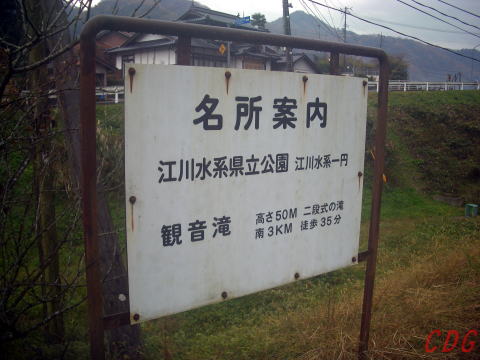 名所案内
江川水系県立公園 江川水系一円
観音滝 高さ50M 二段式の滝
南3KM 徒歩35分
CDG